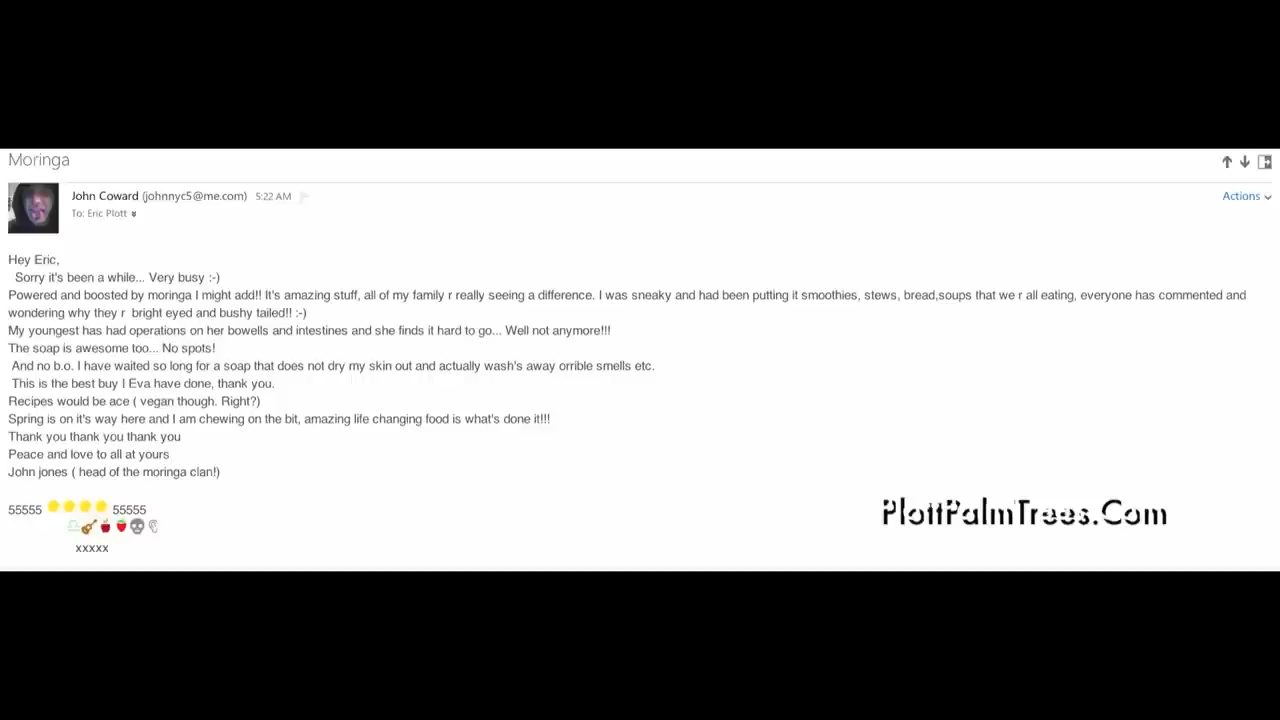 Moringa
John Coward (johnnyc5@me.com) 5:22 AM
Actions
To: Eric Plott
Hey Eric,
Sorry it's been a while... Very busy :-)
Powered and boosted by moringa I might add!! It's amazing stuff, all of my family r really seeing a difference. I was sneaky and had been putting it smoothies, stews, bread,soups that we r all eating, everyone has commented and
wondering why they r bright eyed and bushy tailed!! :-)
My youngest has had operations on her bowells and intestines and she finds it hard to go... Well not anymore!!!
The soap is awesome too... No spots!
And no b.o. I have waited so long for a soap that does not dry my skin out and actually wash's away orrible smells etc.
This is the best buy I Eva have done, thank you.
Recipes would be ace ( vegan though. Right?)
Spring is on it's way here and I am chewing on the bit, amazing life changing food is what's done it!!!
Thank you thank you thank you
Peace and love to all at yours
John jones ( head of the moringa clan!)
55555 55555
xxxxx
PlottPalmTrees.Com